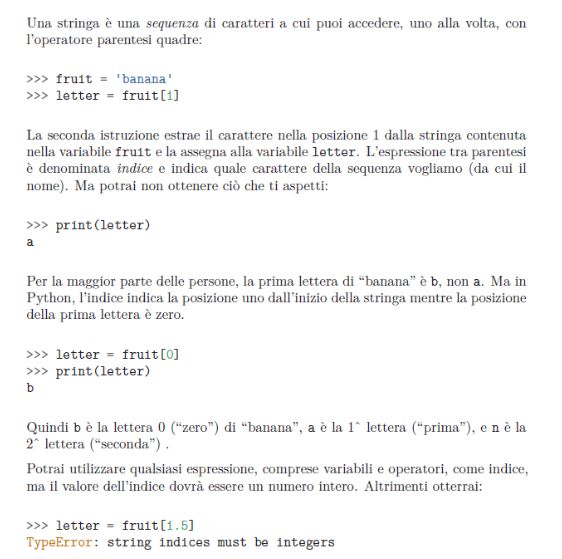 Una stringa è una sequenza di caratteri a cui puoi accedere, uno alla volta, con
l'operatore parentesi quadre:
>>> fruit = 'banana'
>>> letter = fruit[1]
La seconda istruzione estrae il carattere nella posizione 1 dalla stringa contenuta
nella variabile fruit e la assegna alla variabile letter. L'espressione tra parentesi
è denominata indice e indica quale carattere della sequenza vogliamo (da cui il
nome). Ma potrai non ottenere ciò che ti aspetti:
>>> print(letter)
a
Per la maggior parte delle persone, la prima lettera di “banana” è b, non a. Ma in
Python, l'indice indica la posizione uno dall'inizio della stringa mentre la posizione
della prima lettera è zero.
>>> letter = fruit[0]
>>> print(letter)
b
Quindi b è la lettera 0 (“zero”) di “banana”, a è la 1^ lettera (“prima”), e n è la
2^ lettera (“seconda”) .
Potrai utilizzare qualsiasi espressione, comprese variabili e operatori, come indice,
ma il valore dell'indice dovrà essere un numero intero. Altrimenti otterrai:
>>> letter = fruit[1.5]
TypeError: string indices must be integers